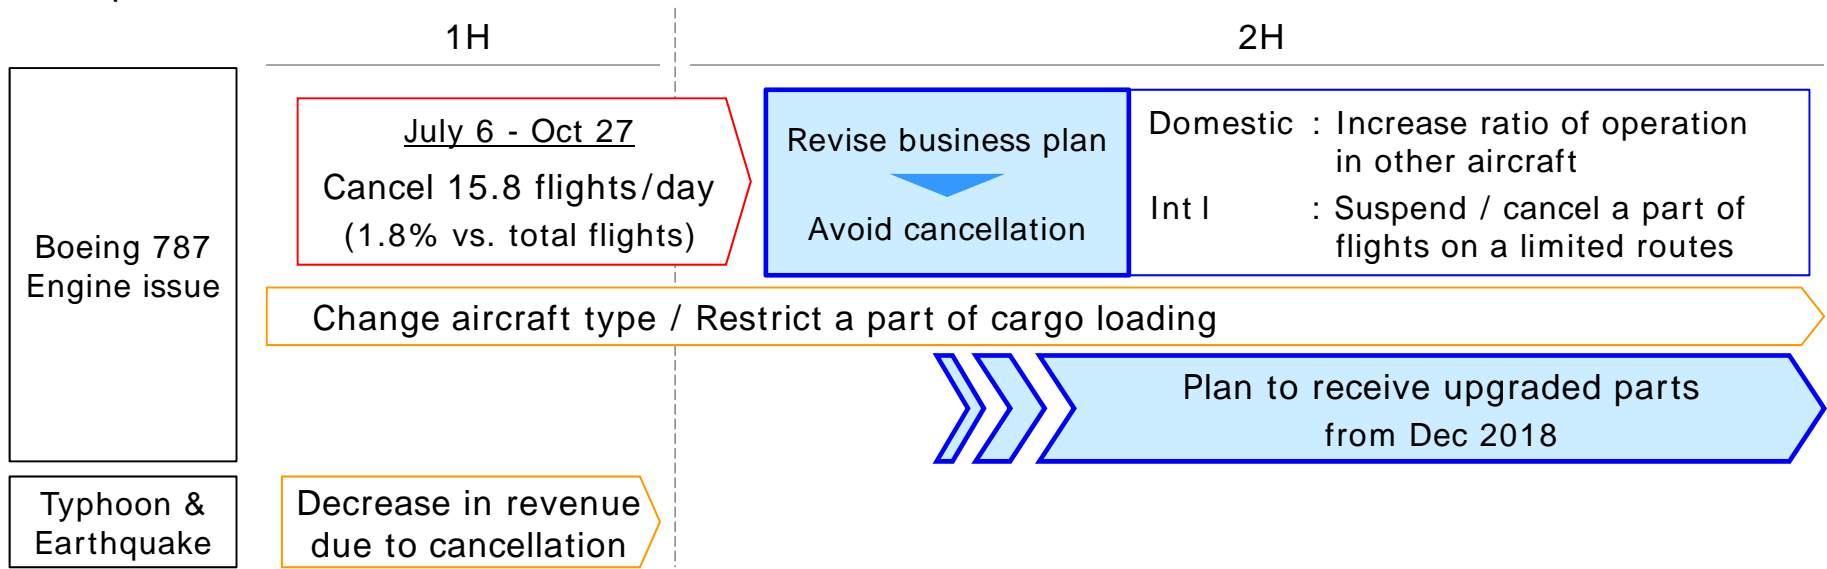 1H
2H
Boeing 787
Engine issue
July 6 - Oct 27
Cancel 15.8 flights/day
(1.8% vs. total flights)
Revise business plan
Avoid cancellation
Domestic : Increase ratio of operation
in other aircraft
Int l : Suspend / cancel a part of
flights on a limited routes
Change aircraft type / Restrict a part of cargo loading
Plan to receive upgraded parts
from Dec 2018
Typhoon &
Earthquake
Decrease in revenue
due to cancellation